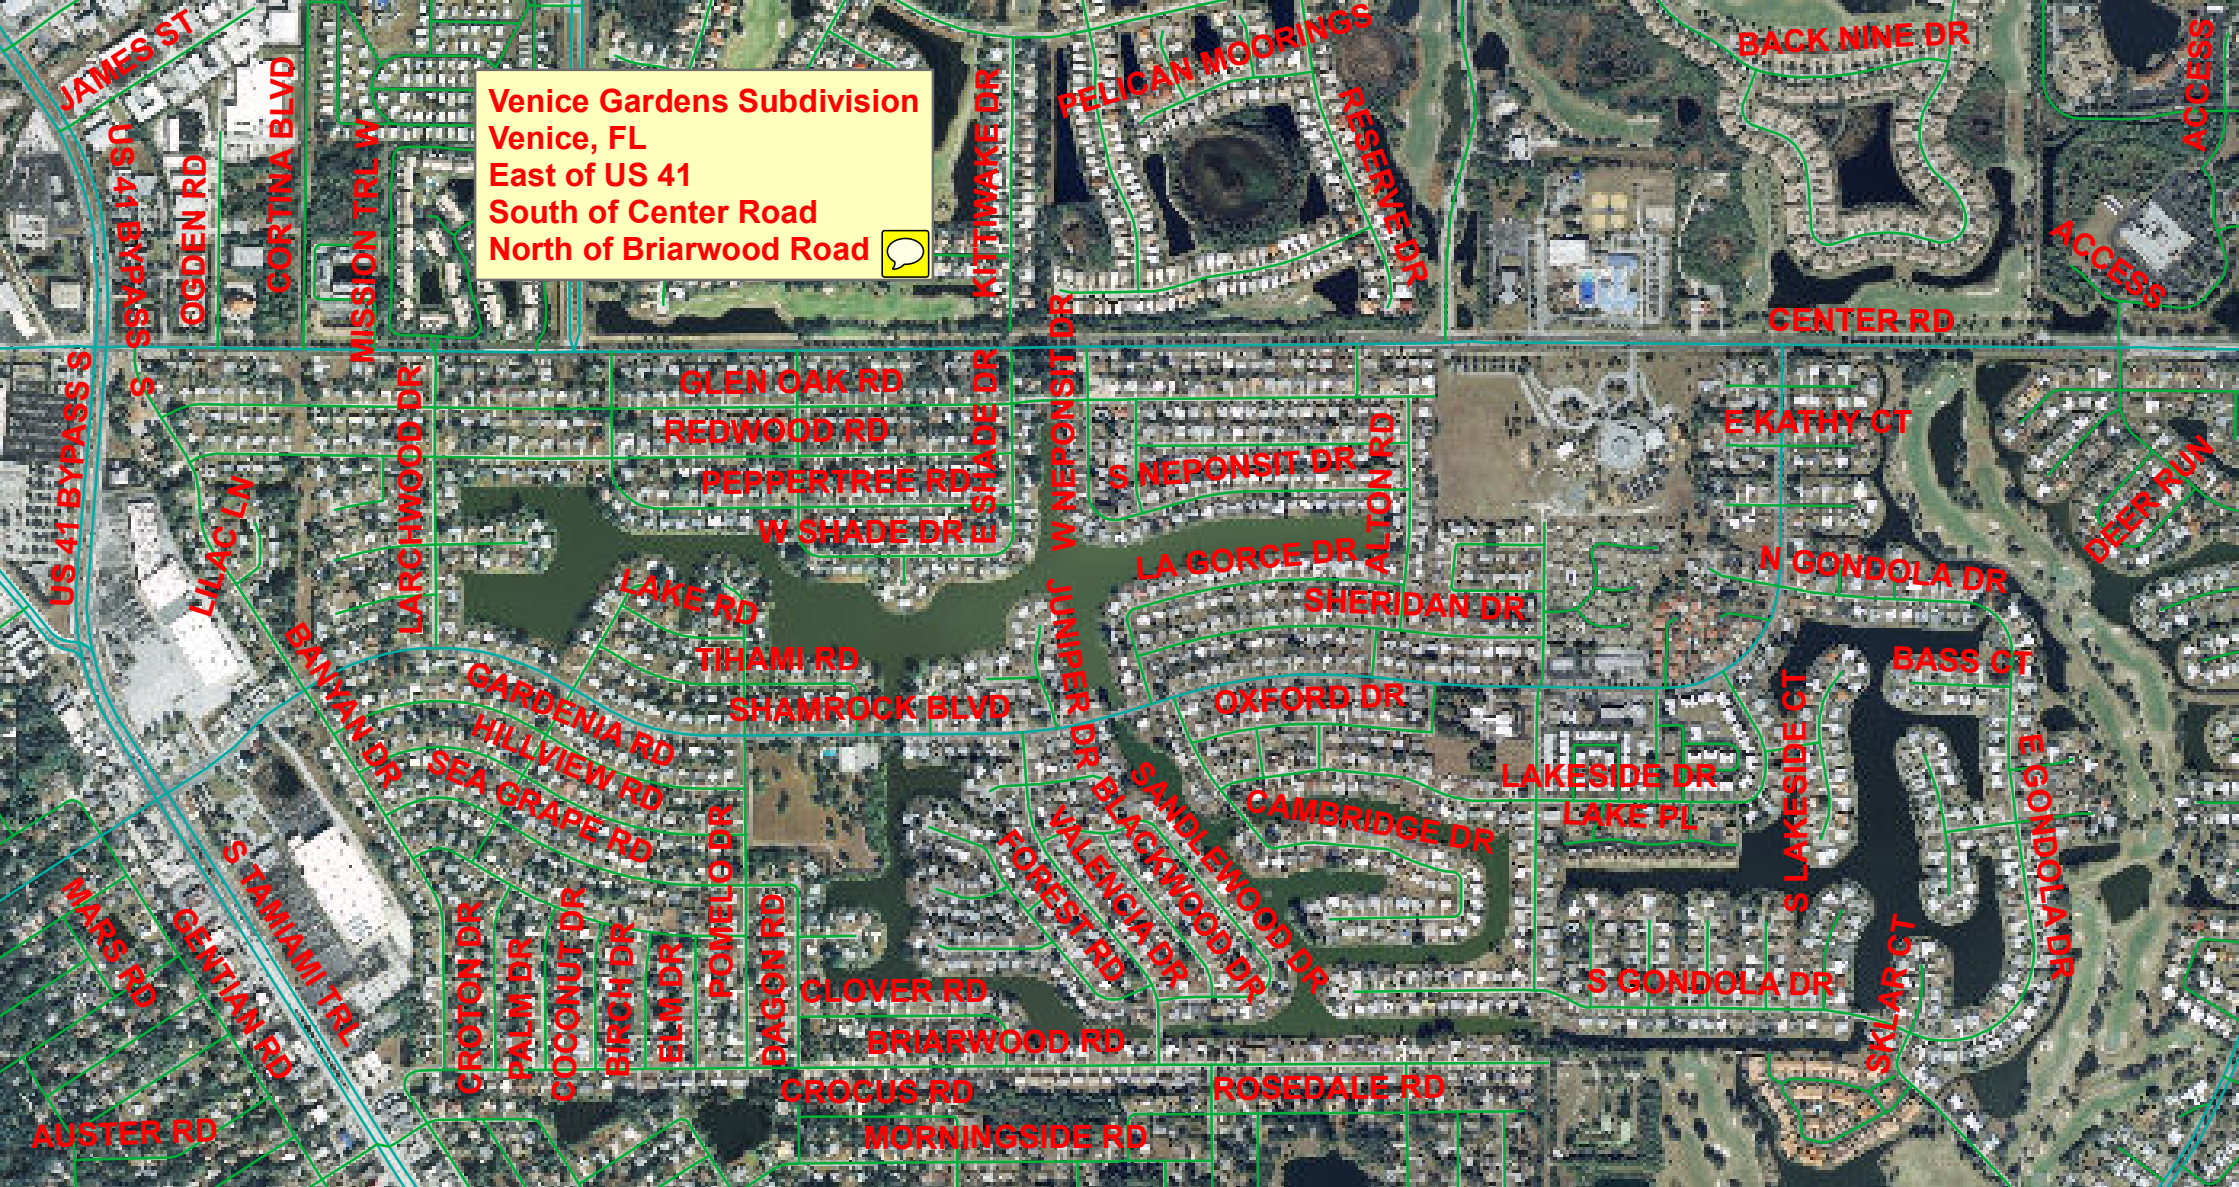 JAMES ST
PELICAN MOORINGS
BACK NINE DR
ACCESS
CORTINA BLVD
KITTIWAKE DR
Venice Gardens Subdivision
Venice, FL
East of US 41
South of Center Road
North of Briarwood Road
US 41 BYPASS S
OGDEN RD
MISSION TRL W
RESERVE DR
ACCESS
CENTER RD
US 41 BYPASS S
S
LARCHWOOD DR
GLEN OAK RD
E SHADE DR
W NEPONSIT DR
REDWOOD RD
E KATHY CT
PEPPERTREE RD
S NEPONSIT DR
ALTON RD
DEER RUN
LILAC LN
W SHADE DR
LA GORCE DR
N GONDOLA DR
LAKE RD
SHERIDAN DR
BANYAN DR
TIHAMI RD
JUNIPER DR
BASS CT
GARDENIA RD
SHAMROCK BLVD
OXFORD DR
S LAKESIDE CT
HILLVIEW RD
SEA GRAPE RD
LAKESIDE DR
E GONDOLA DR
CAMBRIDGE DR
LAKE PL
SANDLEWOOD DR
BLACKWOOD DR
VALENCIA DR
FOREST RD
POMELO DR
S TAMIAMI TRL
MARS RD
GENTIAN RD
CROTON DR
PALM DR
COCONUT DR
BIRCH DR
ELM DR
DAGON RD
CLOVER RD
S GONDOLA DR
SKLAR CT
BRIARWOOD RD
CROCUS RD
ROSEDALE RD
AUSTER RD
MORNINGSIDE RD